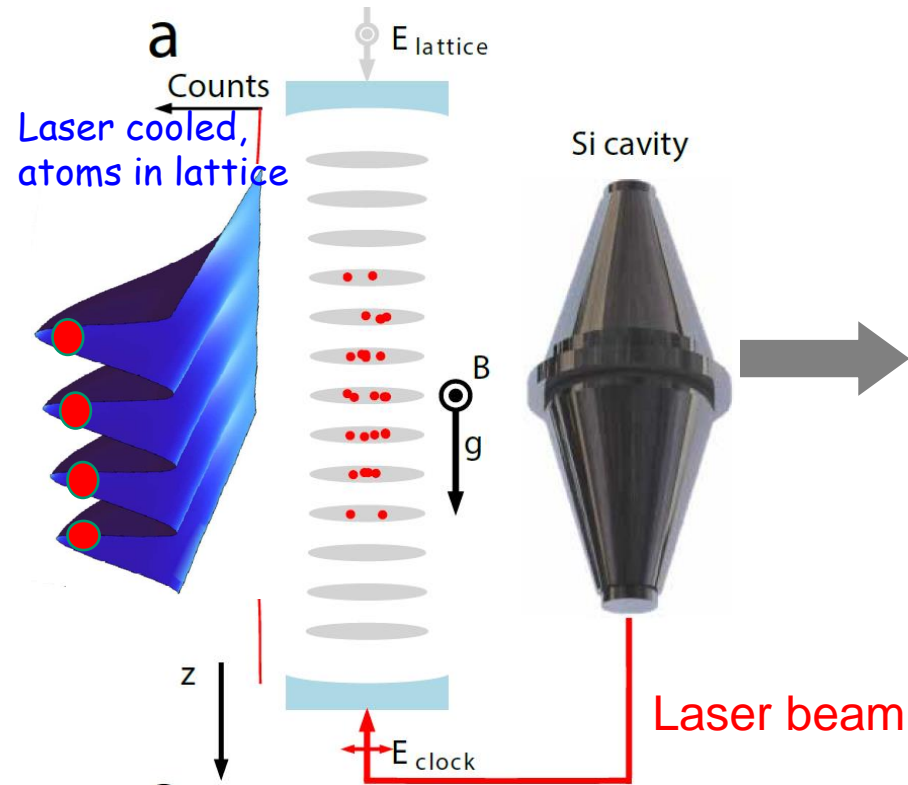 a
E lattice
Counts
Laser cooled,
atoms in lattice
Si cavity
B
g
z
Laser beam
E clock